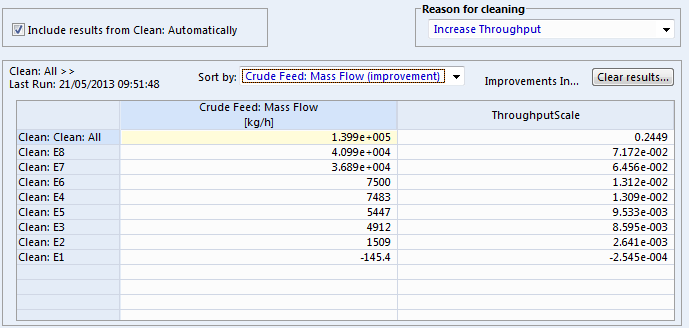 Include results from Clean: Automatically
Reason for cleaning
Increase Throughput
Clean: All >>
Last Run: 21/05/2013 09:51:48
Sort by: Crude Feed: Mass Flow (improvement)
Improvements In...
Clear results...
Crude Feed: Mass Flow
[kg/h]
ThroughputScale
Clean: Clean: All 1.399e+005 0.2449
Clean: E8 4.099e+004 7.172e-002
Clean: E7 3.689e+004 6.456e-002
Clean: E6 7500 1.312e-002
Clean: E4 7483 1.309e-002
Clean: E5 5447 9.533e-003
Clean: E3 4912 8.595e-003
Clean: E2 1509 2.641e-003
Clean: E1 -145.4 -2.545e-004